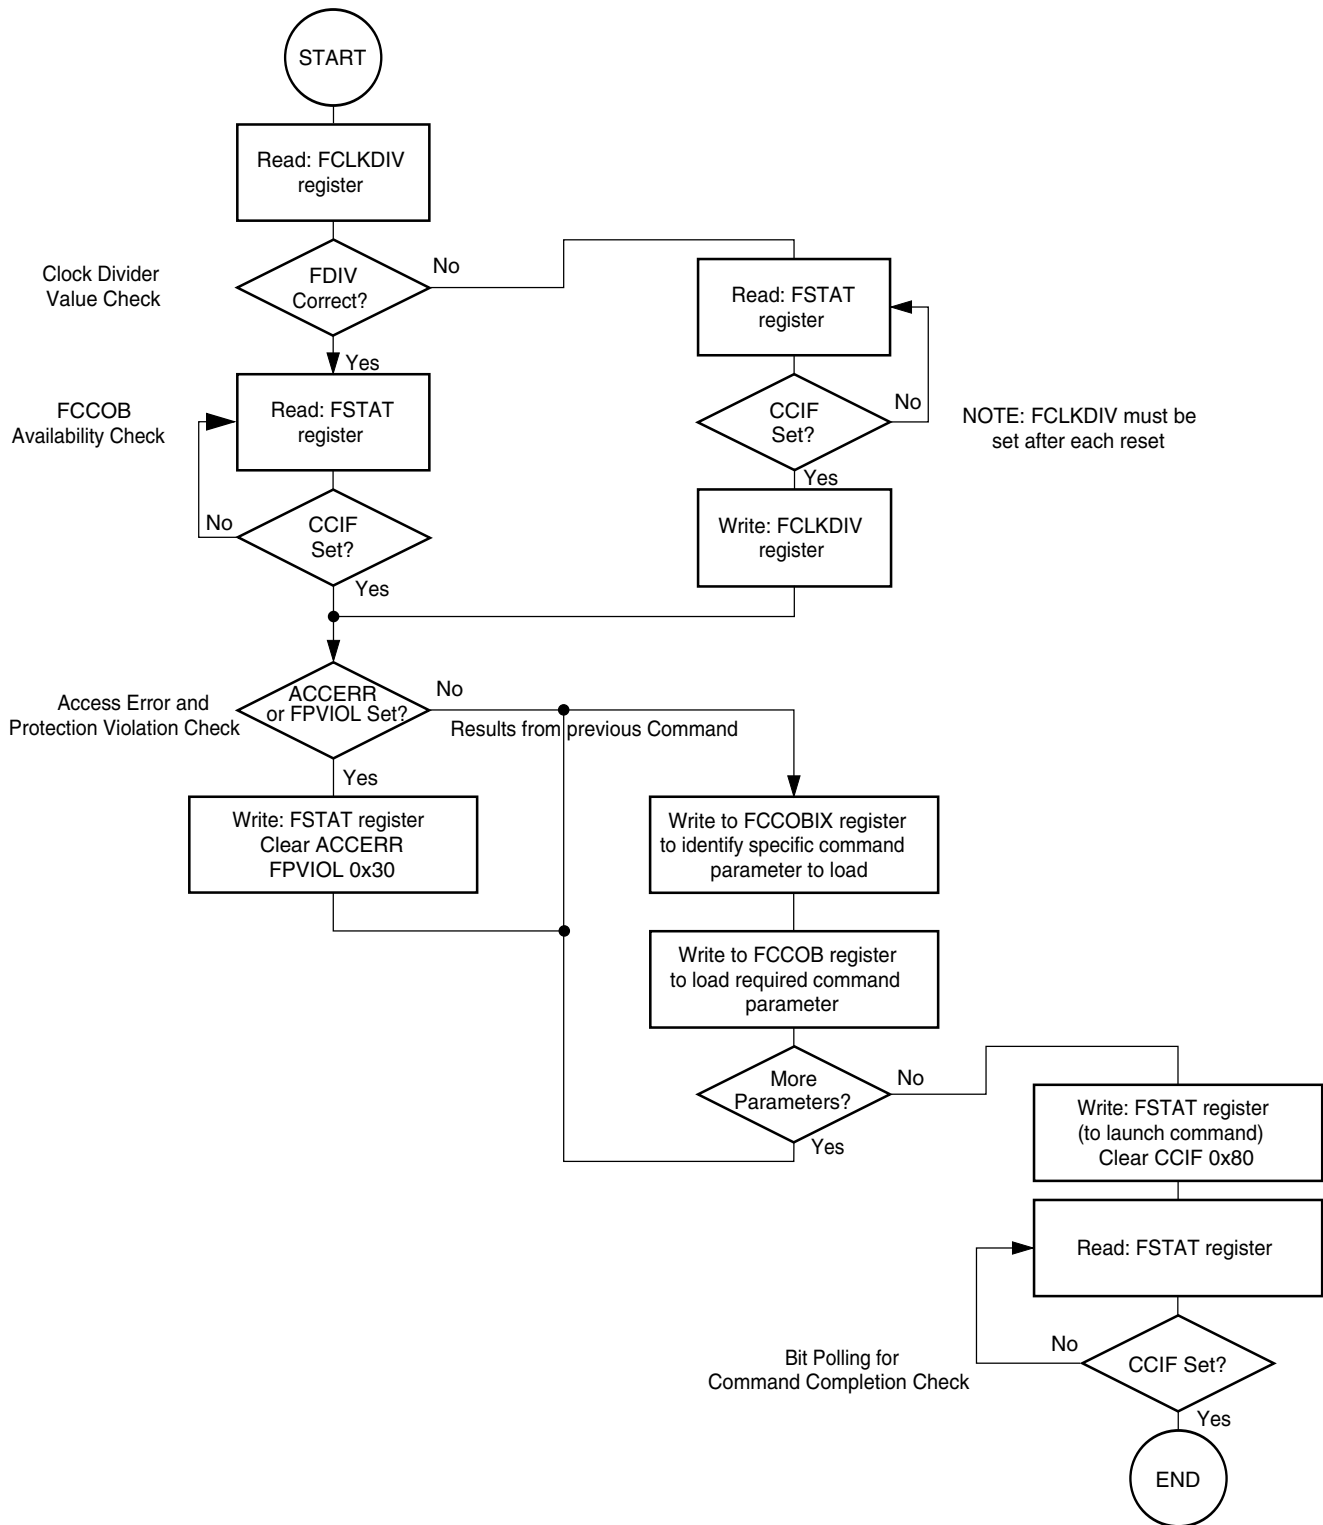 START
Read: FCLKDIV
register
Clock Divider
Value Check
FDIV
Correct?
No
Yes
Read: FSTAT
register
CCIF
Set?
No
Yes
NOTE: FCLKDIV must be
set after each reset
Write: FCLKDIV
register
FCCOB
Availability Check
Read: FSTAT
register
CCIF
Set?
No
Yes
Access Error and
Protection Violation Check
ACCERR
or FPVIOL Set?
No
Results from previous Command
Yes
Write: FSTAT register
Clear ACCERR
FPVIOL 0x30
Write to FCCOBIX register
to identify specific command
parameter to load
Write to FCCOB register
to load required command
parameter
More
Parameters?
No
Yes
Write: FSTAT register
(to launch command)
Clear CCIF 0x80
Read: FSTAT register
Bit Polling for
Command Completion Check
No
CCIF Set?
Yes
END